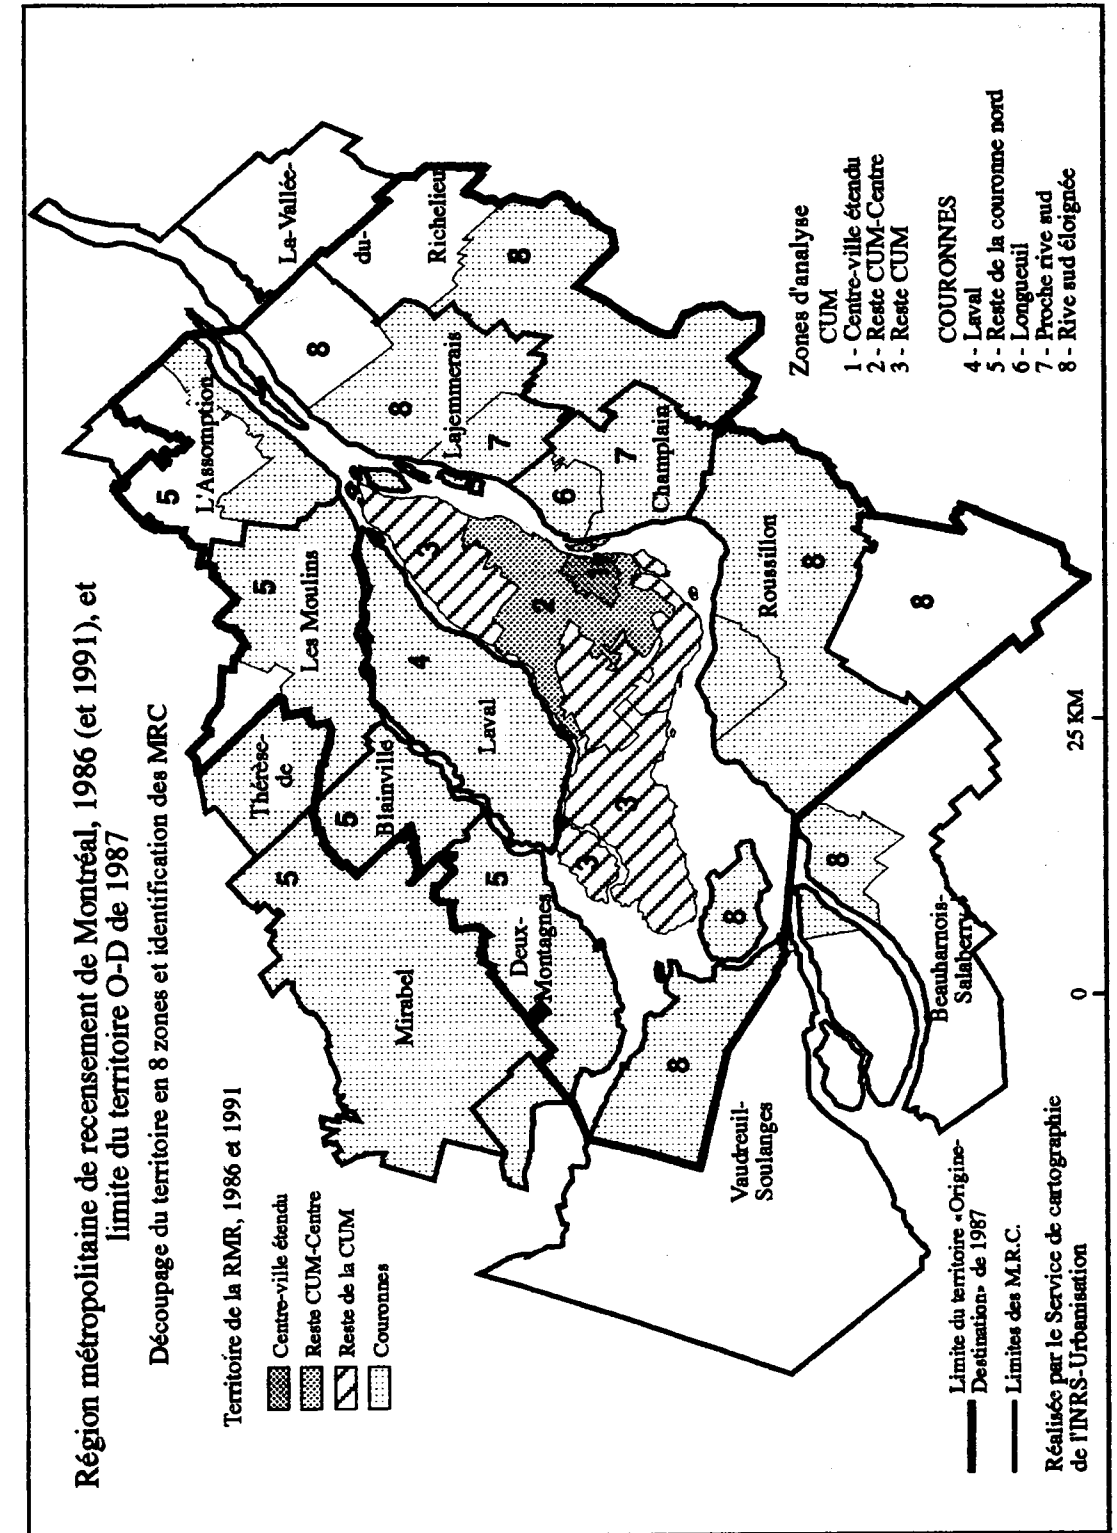 Région métropolitaine de recensement de Montréal, 1986 (et 1991), et
limite du territoire O-D de 1987
Découpage du territoire en 8 zones et identification des MRC
Territoire de la RMR, 1986 et 1991
Centre-ville étendu
Reste CUM-Centre
Reste de la CUM
Couronnes
Mirabel
5
Thérèse-
de
5
Blainville
5
Les Moulins
5
L'Assomption
5
Deux-
Montagnes
Laval
4
3
3
3
2
1
8
8
Vaudreuil-
Soulanges
8
Beauharnois-
Salaberry
Roussillon
8
8
6
7
Champlain
7
Lajemmerais
8
8
La-Vallée-
du-
Richelieu
8
Zones d'analyse
CUM
1 - Centre-ville étendu
2 - Reste CUM-Centre
3 - Reste CUM
COURONNES
4 - Laval
5 - Reste de la couronne nord
6 - Longueuil
7 - Proche rive sud
8 - Rive sud éloignée
Limite du territoire «Origine-
Destination» de 1987
Limites des M.R.C.
Réalisée par le Service de cartographie
de l'INRS-Urbanisation
0
25 KM